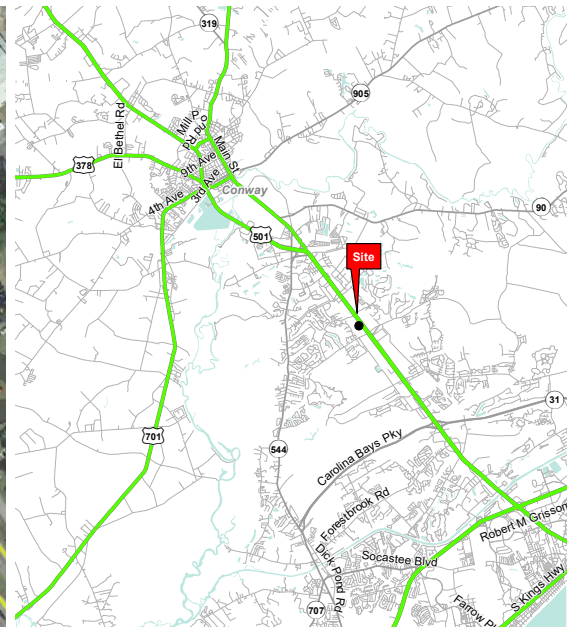 319
905
Mill P
ond Rd
El Bethel Rd
Main St
9th Ave
378
3rd Ave
Conway
4th Ave
90
501
Site
31
701
544
Carolina Bays Pky
Forestbrook Rd
Robert M Grissom
Socastee Blvd
Dick Pond Rd
S Kings Hwy
707
Farrow P